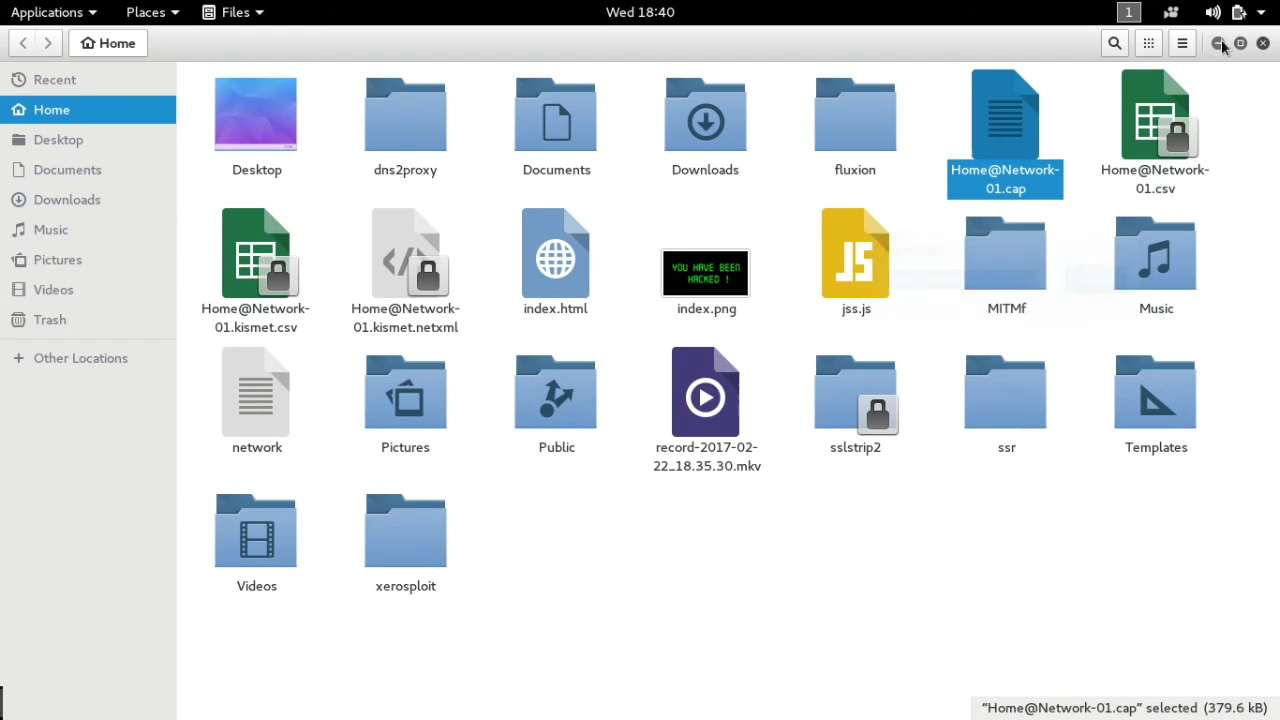 Applications Places Files Wed 18:40 1
Home
Recent
Home
Desktop
Documents
Downloads
Music
Pictures
Videos
Trash
+ Other Locations
Desktop dns2proxy Documents Downloads fluxion Home@Network- Home@Network-
01.cap 01.csv
Home@Network- Home@Network- index.html index.png jss.js MITMf Music
01.kismet.csv 01.kismet.netxml
YOU HAVE BEEN
HACKED !
JS
network Pictures Public record-2017-02- sslstrip2 ssr Templates
22_18.35.30.mkv
Videos xerosploit
"Home@Network-01.cap" selected (379.6 kB)